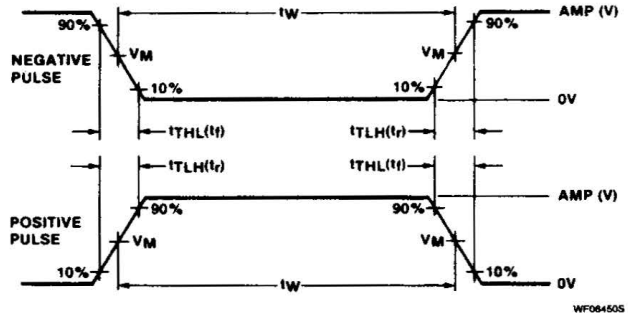 tW
AMP (V)
90%
90%
VM
VM
NEGATIVE
PULSE
10%
10%
0V
tTHL(tf)
tTLH(tr)
tTLH(tr)
tTHL(tf)
AMP (V)
90%
90%
POSITIVE
PULSE
VM
VM
10%
10%
tW
0V
WF06450S